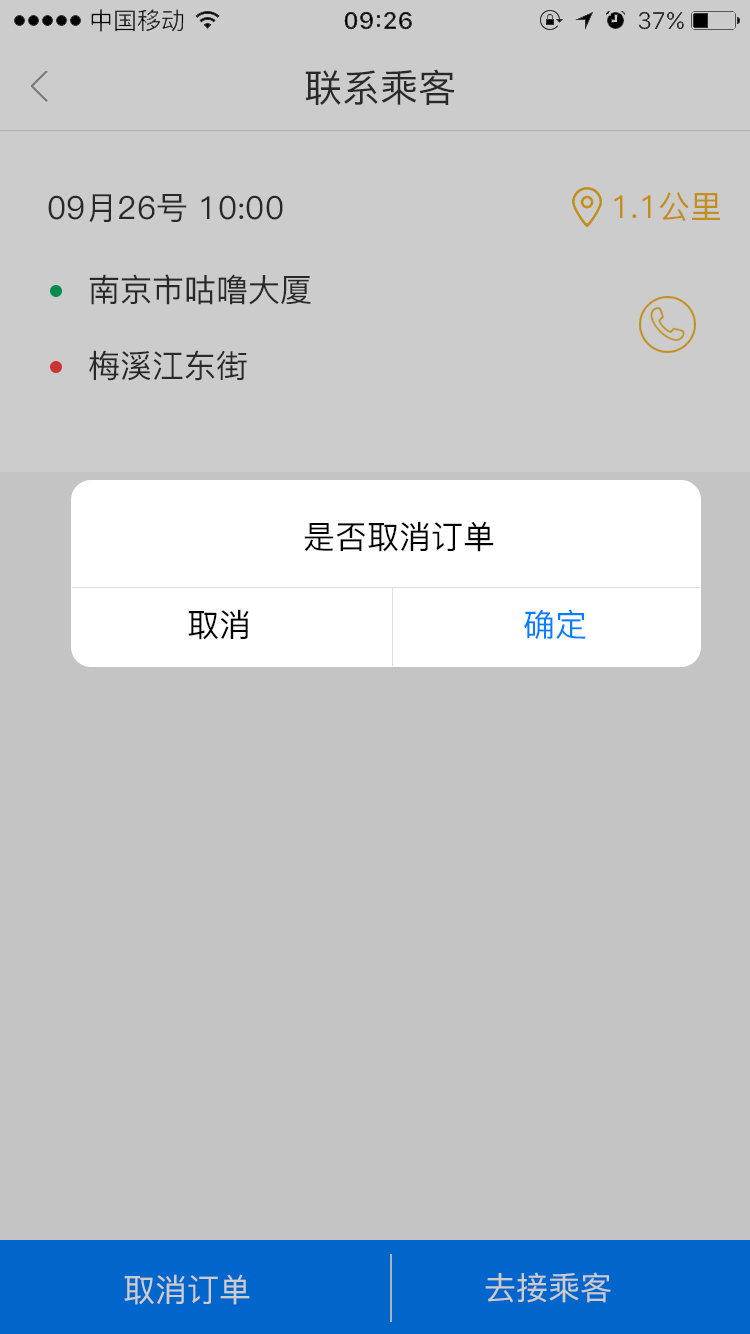 中国移动 09:26 37%
联系乘客
09月26号 10:00 1.1公里
南京市咕噜大厦
梅溪江东街
是否取消订单
取消 确定
取消订单 去接乘客